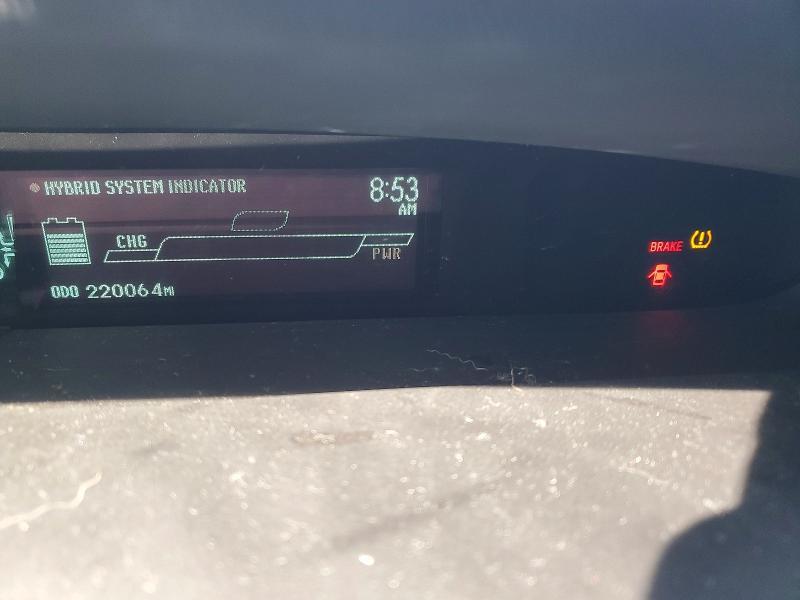 HYBRID SYSTEM INDICATOR
8:53
AM
CHG
PWR
ODO 220064MI
BRAKE